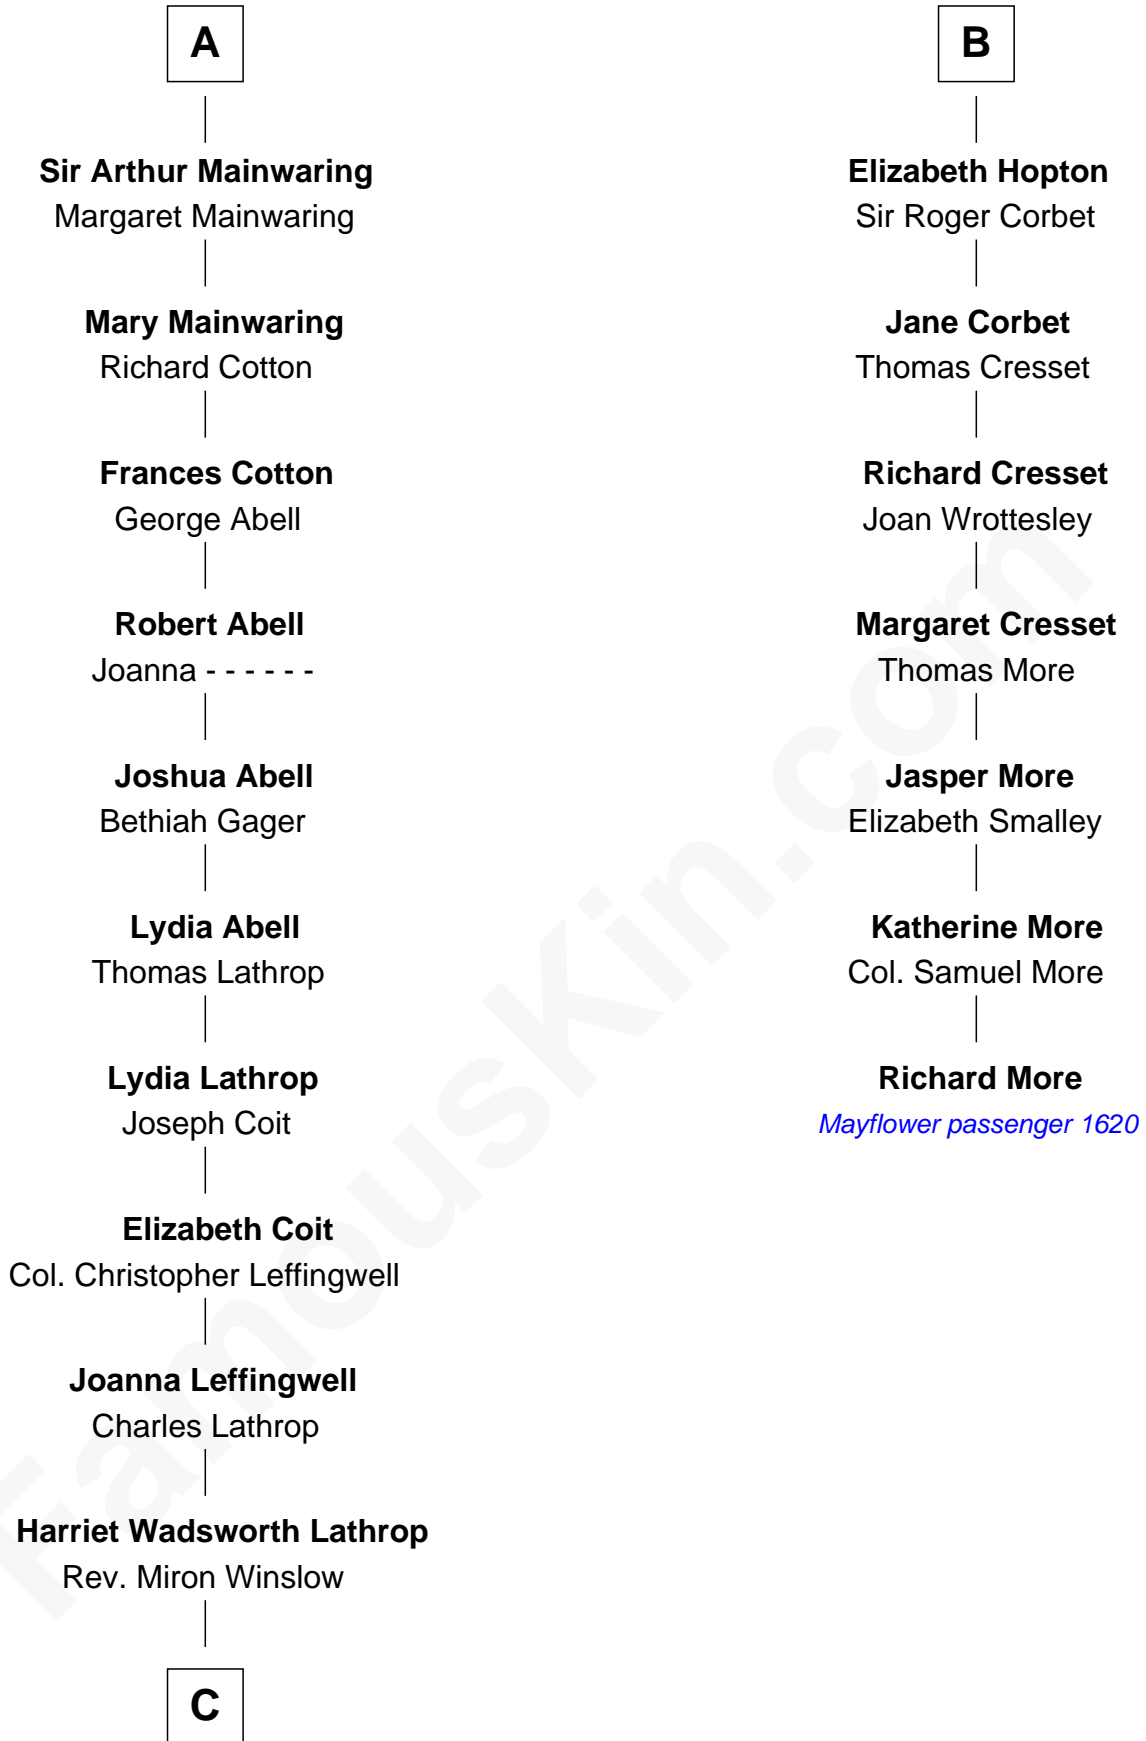 A
Sir Arthur Mainwaring
Margaret Mainwaring
Mary Mainwaring
Richard Cotton
Frances Cotton
George Abell
Robert Abell
Joanna - - - - - -
Joshua Abell
Bethiah Gager
Lydia Abell
Thomas Lathrop
Lydia Lathrop
Joseph Coit
Elizabeth Coit
Col. Christopher Leffingwell
Joanna Leffingwell
Charles Lathrop
Harriet Wadsworth Lathrop
Rev. Miron Winslow
C
B
Elizabeth Hopton
Sir Roger Corbet
Jane Corbet
Thomas Cresset
Richard Cresset
Joan Wrottesley
Margaret Cresset
Thomas More
Jasper More
Elizabeth Smalley
Katherine More
Col. Samuel More
Richard More
Mayflower passenger 1620
FamousKin.com